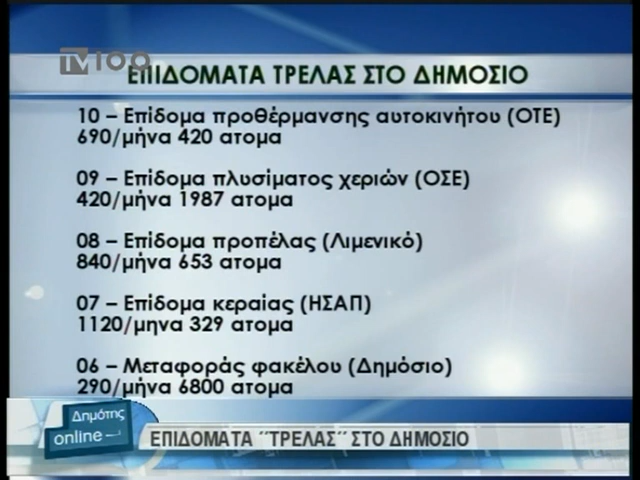 TV100
ΕΠΙΔΟΜΑΤΑ ΤΡΕΛΑΣ ΣΤΟ ΔΗΜΟΣΙΟ
10 – Επίδομα προθέρμανσης αυτοκινήτου (ΟΤΕ)
690/μήνα 420 ατομα
09 – Επίδομα πλυσίματος χεριών (ΟΣΕ)
420/μήνα 1987 ατομα
08 – Επίδομα προπέλας (Λιμενικό)
840/μήνα 653 ατομα
07 – Επίδομα κεραίας (ΗΣΑΠ)
1120/μηνα 329 ατομα
06 – Μεταφοράς φακέλου (Δημόσιο)
290/μήνα 6800 ατομα
Δημότης
online
ΕΠΙΔΟΜΑΤΑ ¨ΤΡΕΛΑΣ¨ ΣΤΟ ΔΗΜΟΣΙΟ